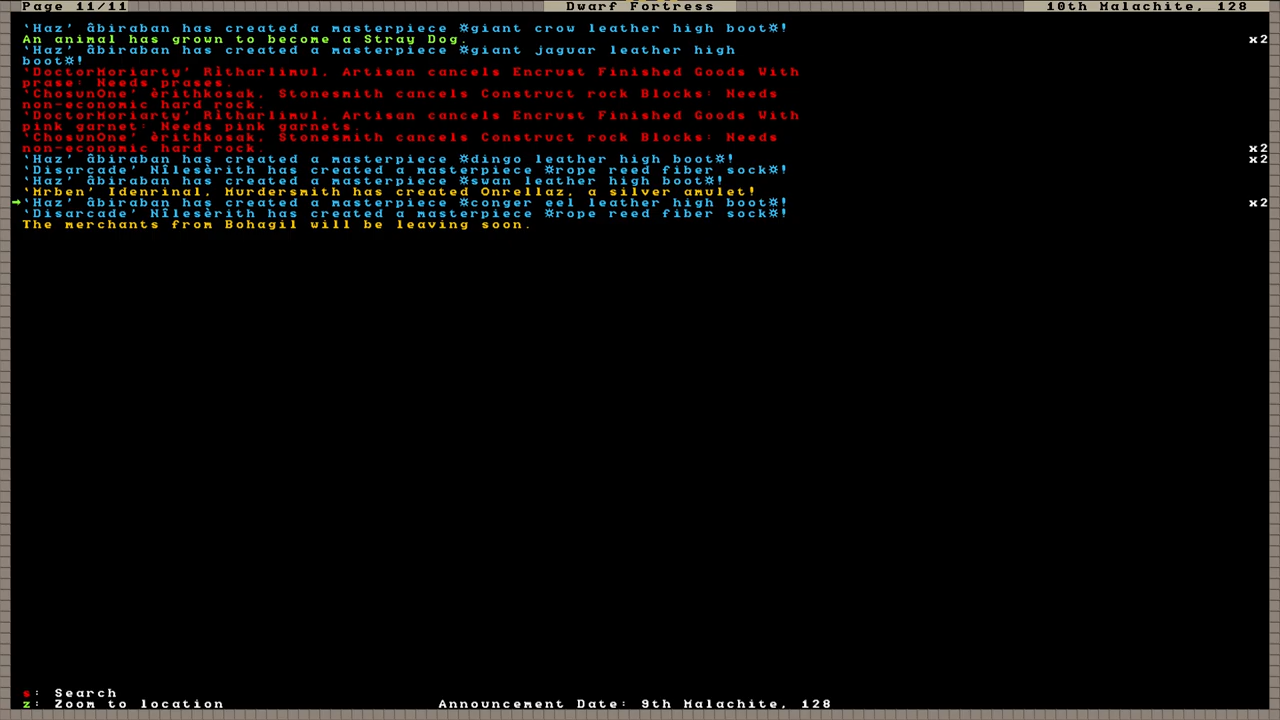 Page 11/11 Dwarf Fortress 10th Malachite, 128
`Haz' âbiraban has created a masterpiece ☼giant crow leather high boot☼!
An animal has grown to become a Stray Dog. x2
`Haz' âbiraban has created a masterpiece ☼giant jaguar leather high
boot☼!
`DoctorMoriarty' Rìtharlimul, Artisan cancels Encrust Finished Goods With
prase: Needs prases.
`ChosunOne' èrithkosak, Stonesmith cancels Construct rock Blocks: Needs
non-economic hard rock.
`DoctorMoriarty' Rìtharlimul, Artisan cancels Encrust Finished Goods With
pink garnet: Needs pink garnets.
`ChosunOne' èrithkosak, Stonesmith cancels Construct rock Blocks: Needs
non-economic hard rock. x2
`Haz' âbiraban has created a masterpiece ☼dingo leather high boot☼! x2
`Disarcade' Nîlesèrith has created a masterpiece ☼rope reed fiber sock☼!
`Haz' âbiraban has created a masterpiece ☼swan leather high boot☼!
`Mrben' Idenrinal, Murdersmith has created Onrellaz, a silver amulet!
→`Haz' âbiraban has created a masterpiece ☼conger eel leather high boot☼! x2
`Disarcade' Nîlesèrith has created a masterpiece ☼rope reed fiber sock☼!
The merchants from Bohagil will be leaving soon.
s: Search
z: Zoom to location Announcement Date: 9th Malachite, 128